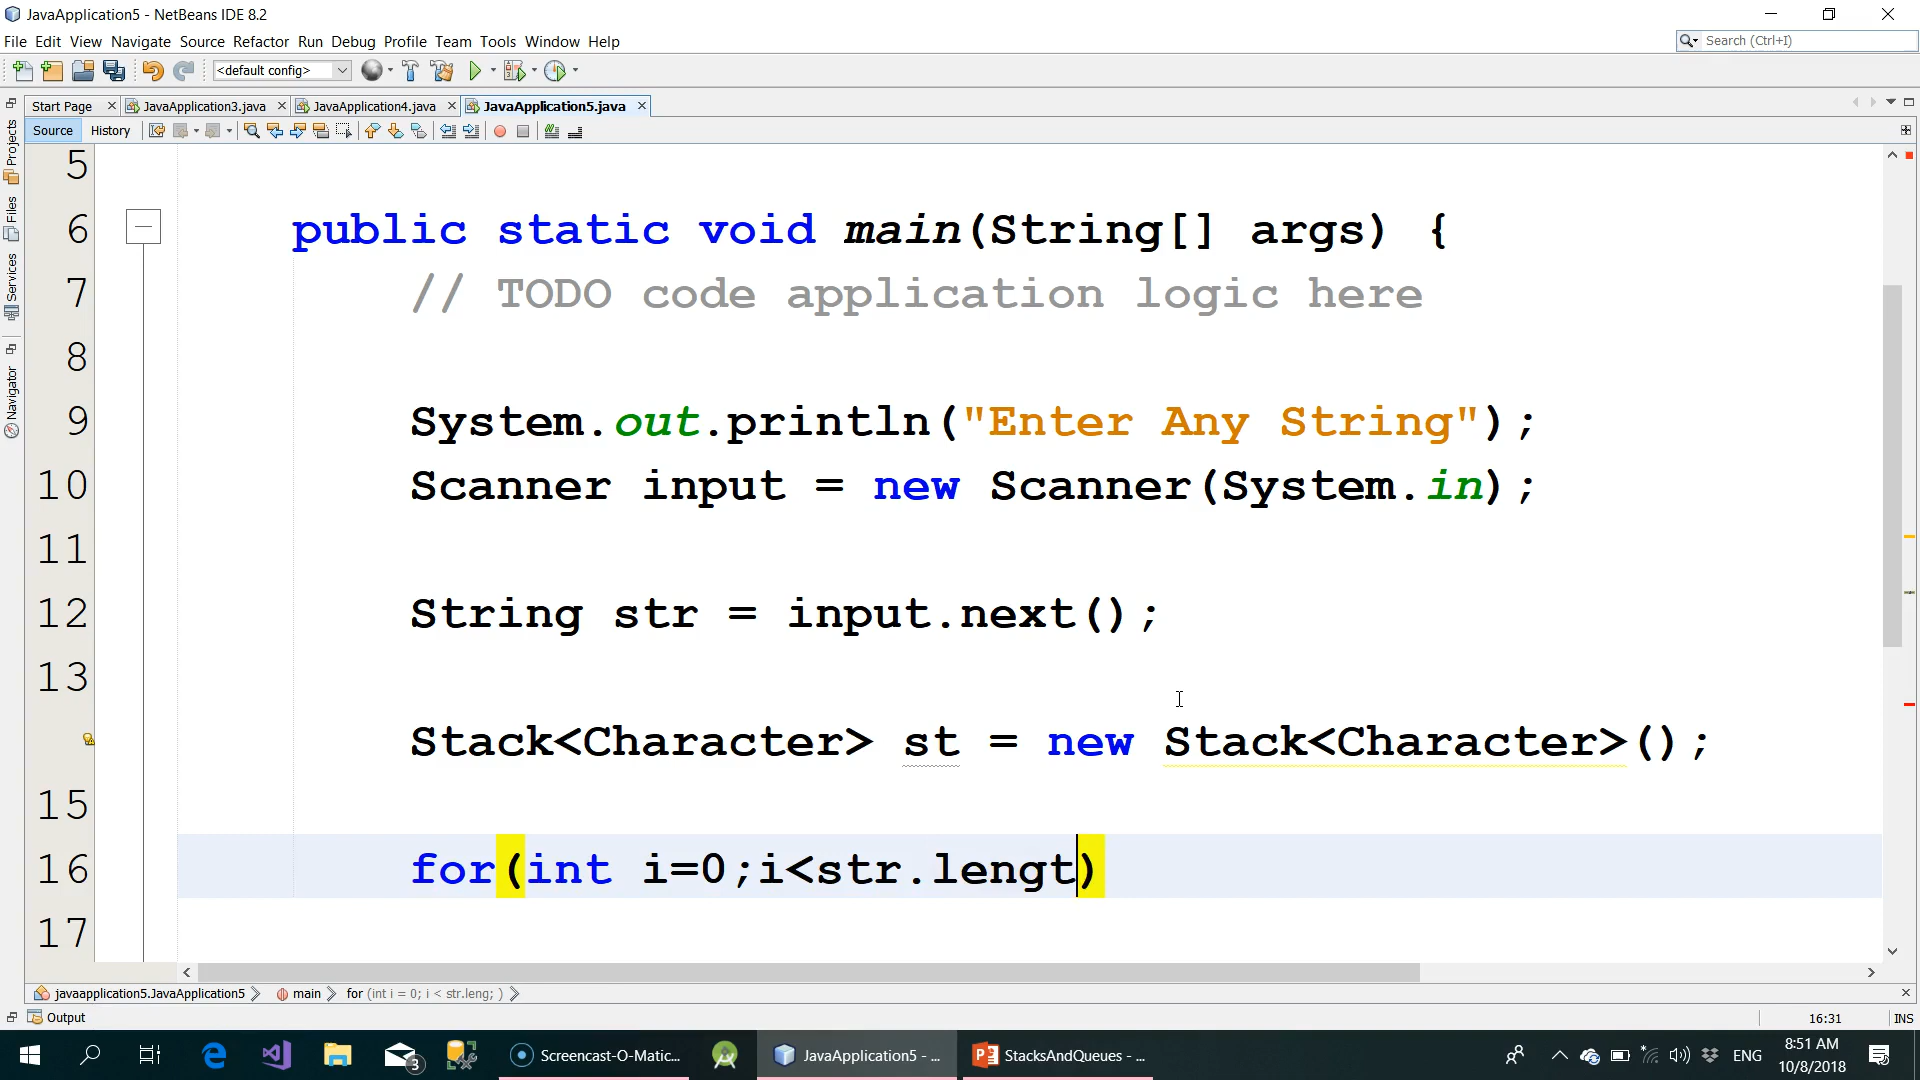 JavaApplication5 - NetBeans IDE 8.2
File Edit View Navigate Source Refactor Run Debug Profile Team Tools Window Help
Search (Ctrl+I)
<default config>
Start Page JavaApplication3.java JavaApplication4.java JavaApplication5.java
Source History
Projects
Files
Services
Navigator
5
6 public static void main(String[] args) {
7 // TODO code application logic here
8
9 System.out.println("Enter Any String");
10 Scanner input = new Scanner(System.in);
11
12 String str = input.next();
13
Stack<Character> st = new Stack<Character>();
15
16 for(int i=0;i<str.lengt)
17
javaapplication5.JavaApplication5 main for (int i = 0; i < str.leng; )
Output
16:31 INS
3 Screencast-O-Matic... JavaApplication5 - ... StacksAndQueues - ... ENG 8:51 AM
10/8/2018